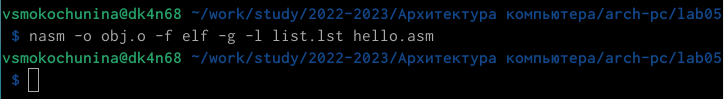 vsmokochunina@dk4n68 ~/work/study/2022-2023/Архитектура компьютера/arch-pc/lab05
$ nasm -o obj.o -f elf -g -l list.lst hello.asm
vsmokochunina@dk4n68 ~/work/study/2022-2023/Архитектура компьютера/arch-pc/lab05
$